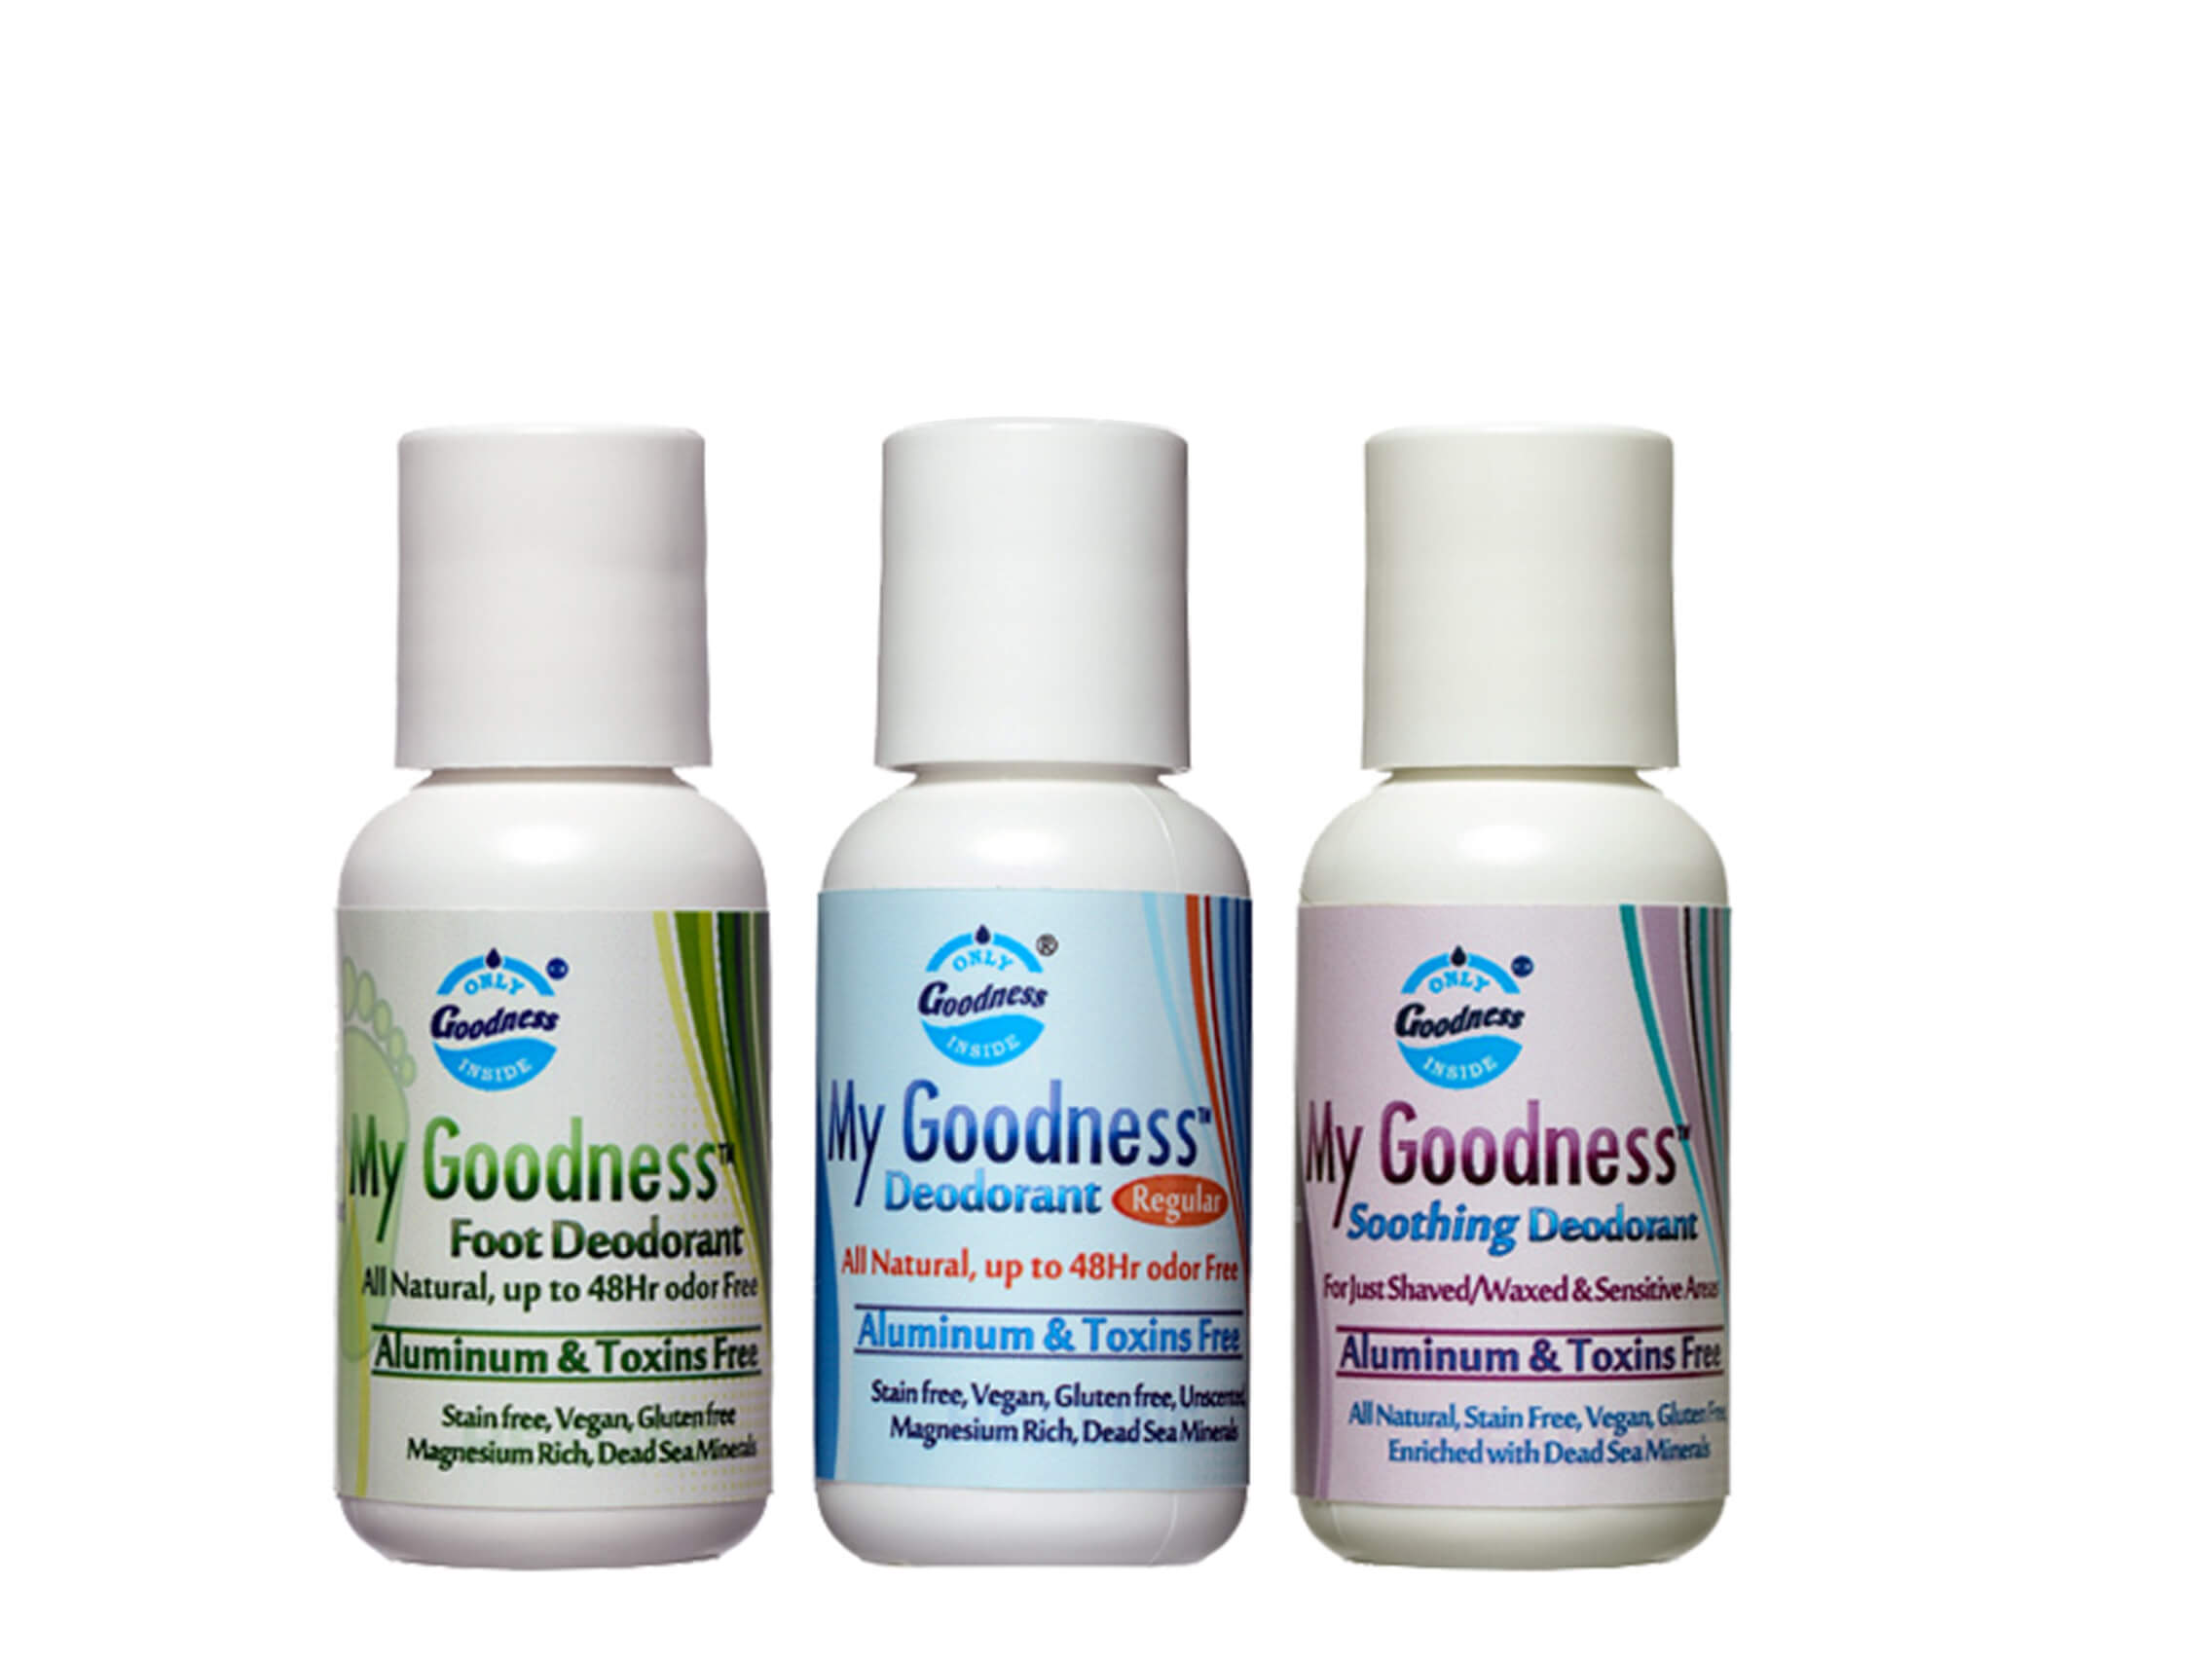 ONLY
Goodness
INSIDE
My Goodness™
Foot Deodorant
All Natural, up to 48Hr odor Free
Aluminum & Toxins Free
Stain free, Vegan, Gluten free
Magnesium Rich, Dead Sea Minerals
ONLY ®
Goodness
INSIDE
My Goodness™
Deodorant Regular
All Natural, up to 48Hr odor Free
Aluminum & Toxins Free
Stain free, Vegan, Gluten free, Unscented,
Magnesium Rich, Dead Sea Minerals
ONLY
Goodness
INSIDE
My Goodness™
Soothing Deodorant
For Just Shaved/Waxed & Sensitive Areas
Aluminum & Toxins Free
All Natural, Stain Free, Vegan, Gluten Free,
Enriched with Dead Sea Minerals